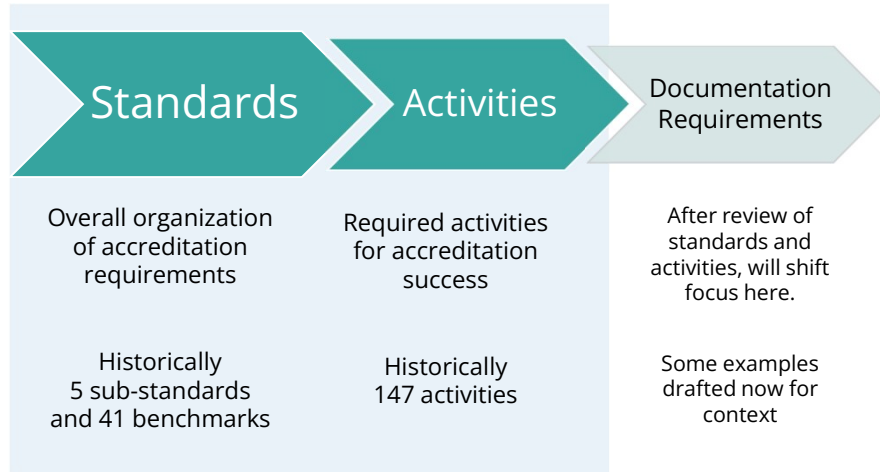 Standards
Activities
Documentation
Requirements
Overall organization
of accreditation
requirements
Required activities
for accreditation
success
After review of
standards and
activities, will shift
focus here.
Historically
5 sub-standards
and 41 benchmarks
Historically
147 activities
Some examples
drafted now for
context